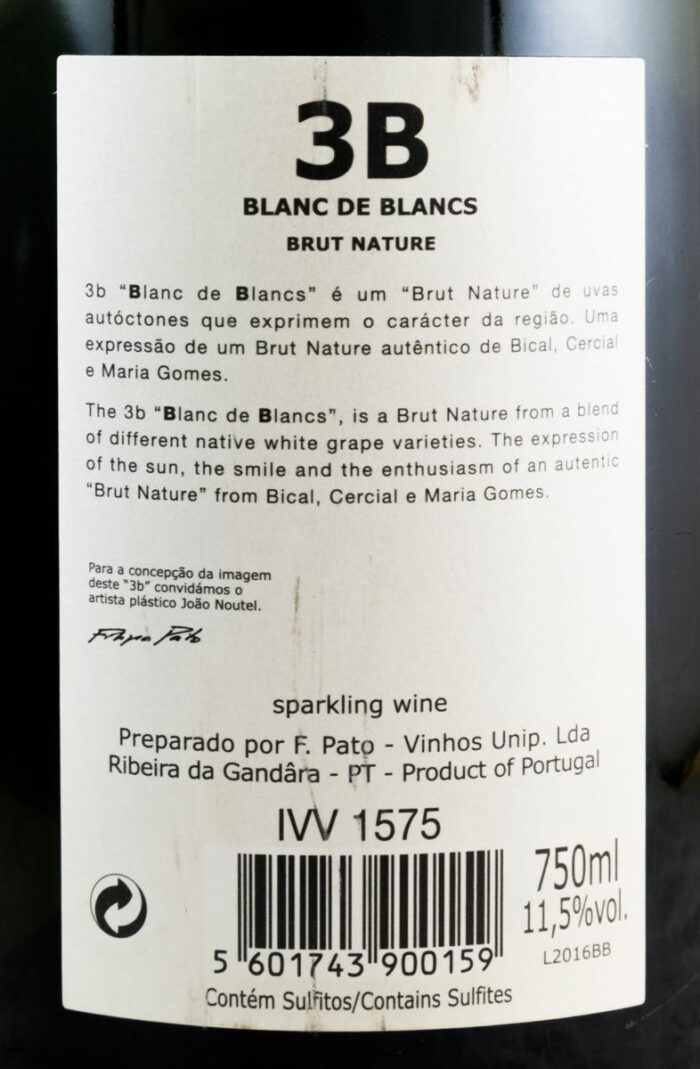 3B
BLANC DE BLANCS
BRUT NATURE
3b “Blanc de Blancs” é um “Brut Nature” de uvas
autóctones que exprimem o carácter da região. Uma
expressão de um Brut Nature autêntico de Bical, Cercial
e Maria Gomes.
The 3b “Blanc de Blancs”, is a Brut Nature from a blend
of different native white grape varieties. The expression
of the sun, the smile and the enthusiasm of an autentic
“Brut Nature” from Bical, Cercial e Maria Gomes.
Para a concepção da imagem
deste “3b” convidámos o
artista plástico João Noutel.
Filipa Pato
sparkling wine
Preparado por F. Pato - Vinhos Unip. Lda
Ribeira da Gandâra - PT - Product of Portugal
IVV 1575
750ml
11,5%vol.
L2016BB
5 601743 900159
Contém Sulfitos/Contains Sulfites